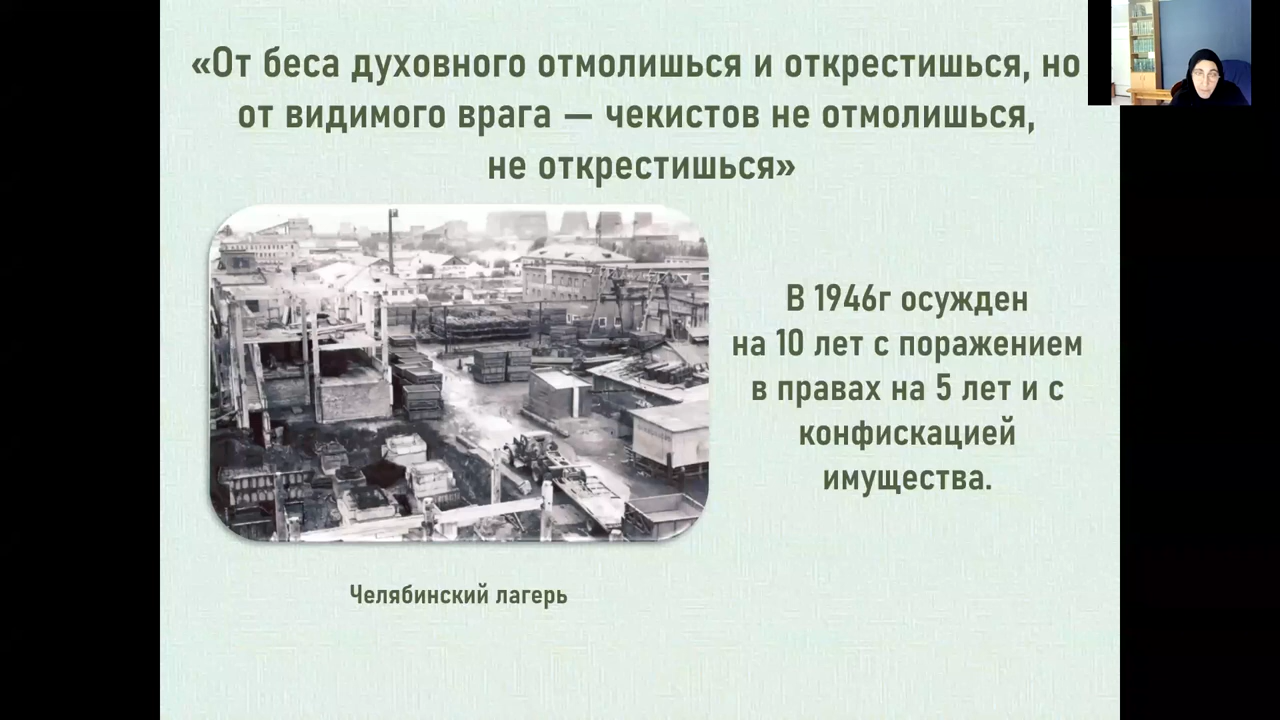 «От беса духовного отмолишься и открестишься, но
от видимого врага — чекистов не отмолишься,
не открестишься»
В 1946г осужден
на 10 лет с поражением
в правах на 5 лет и с
конфискацией
имущества.
Челябинский лагерь